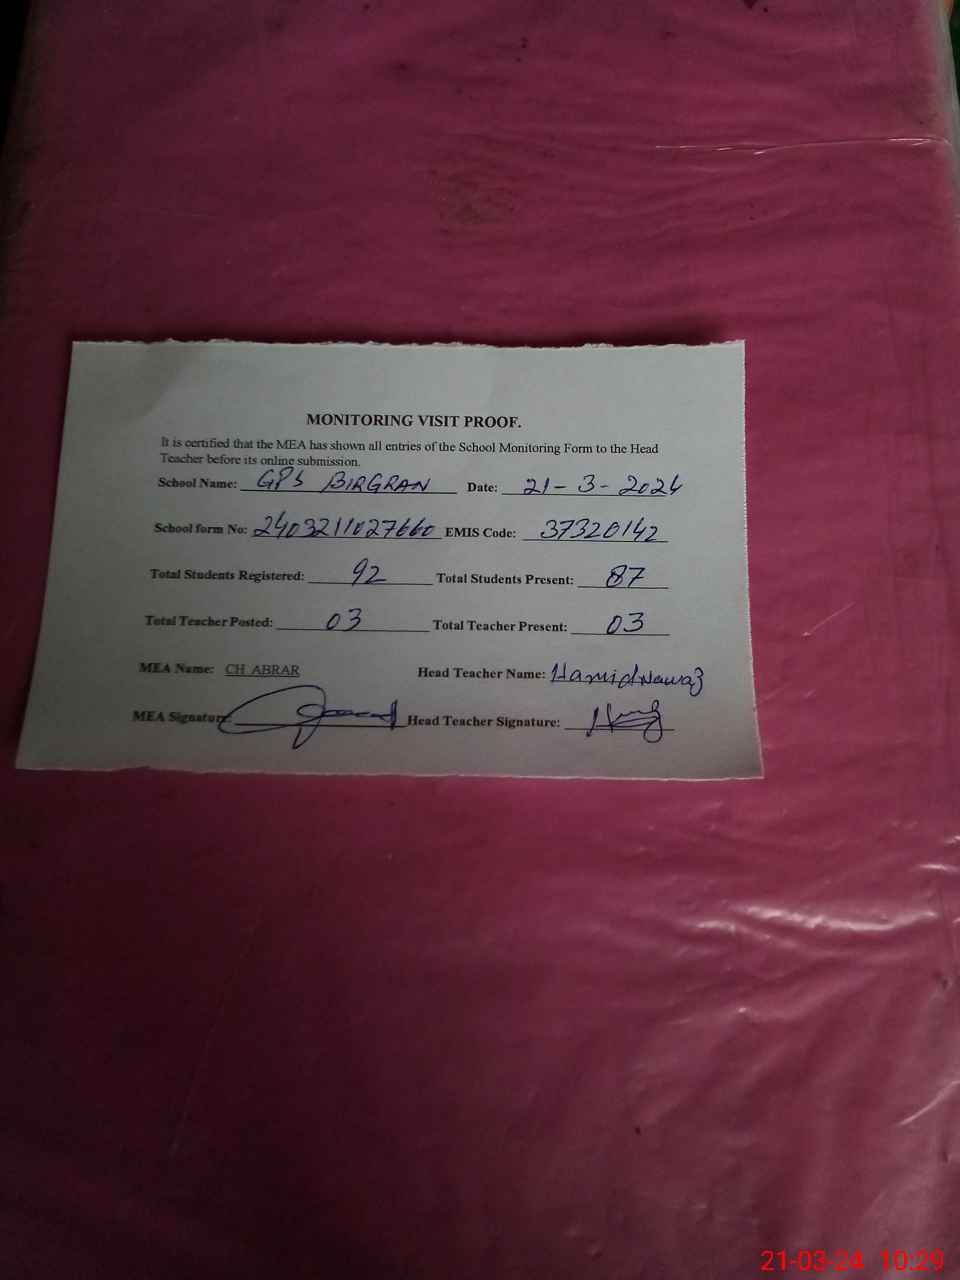 MONITORING VISIT PROOF.
It is certified that the MEA has shown all entries of the School Monitoring Form to the Head
Teacher before its online submission.
School Name: GPS BIRGRAN Date: 21-3-2024
School form No: 2403211027660 EMIS Code: 37320142
Total Students Registered: 92 Total Students Present: 87
Total Teacher Posted: 03 Total Teacher Present: 03
MEA Name: CH ABRAR Head Teacher Name: Hamid Nawaz
MEA Signature: Head Teacher Signature:
21-03-24 10:29